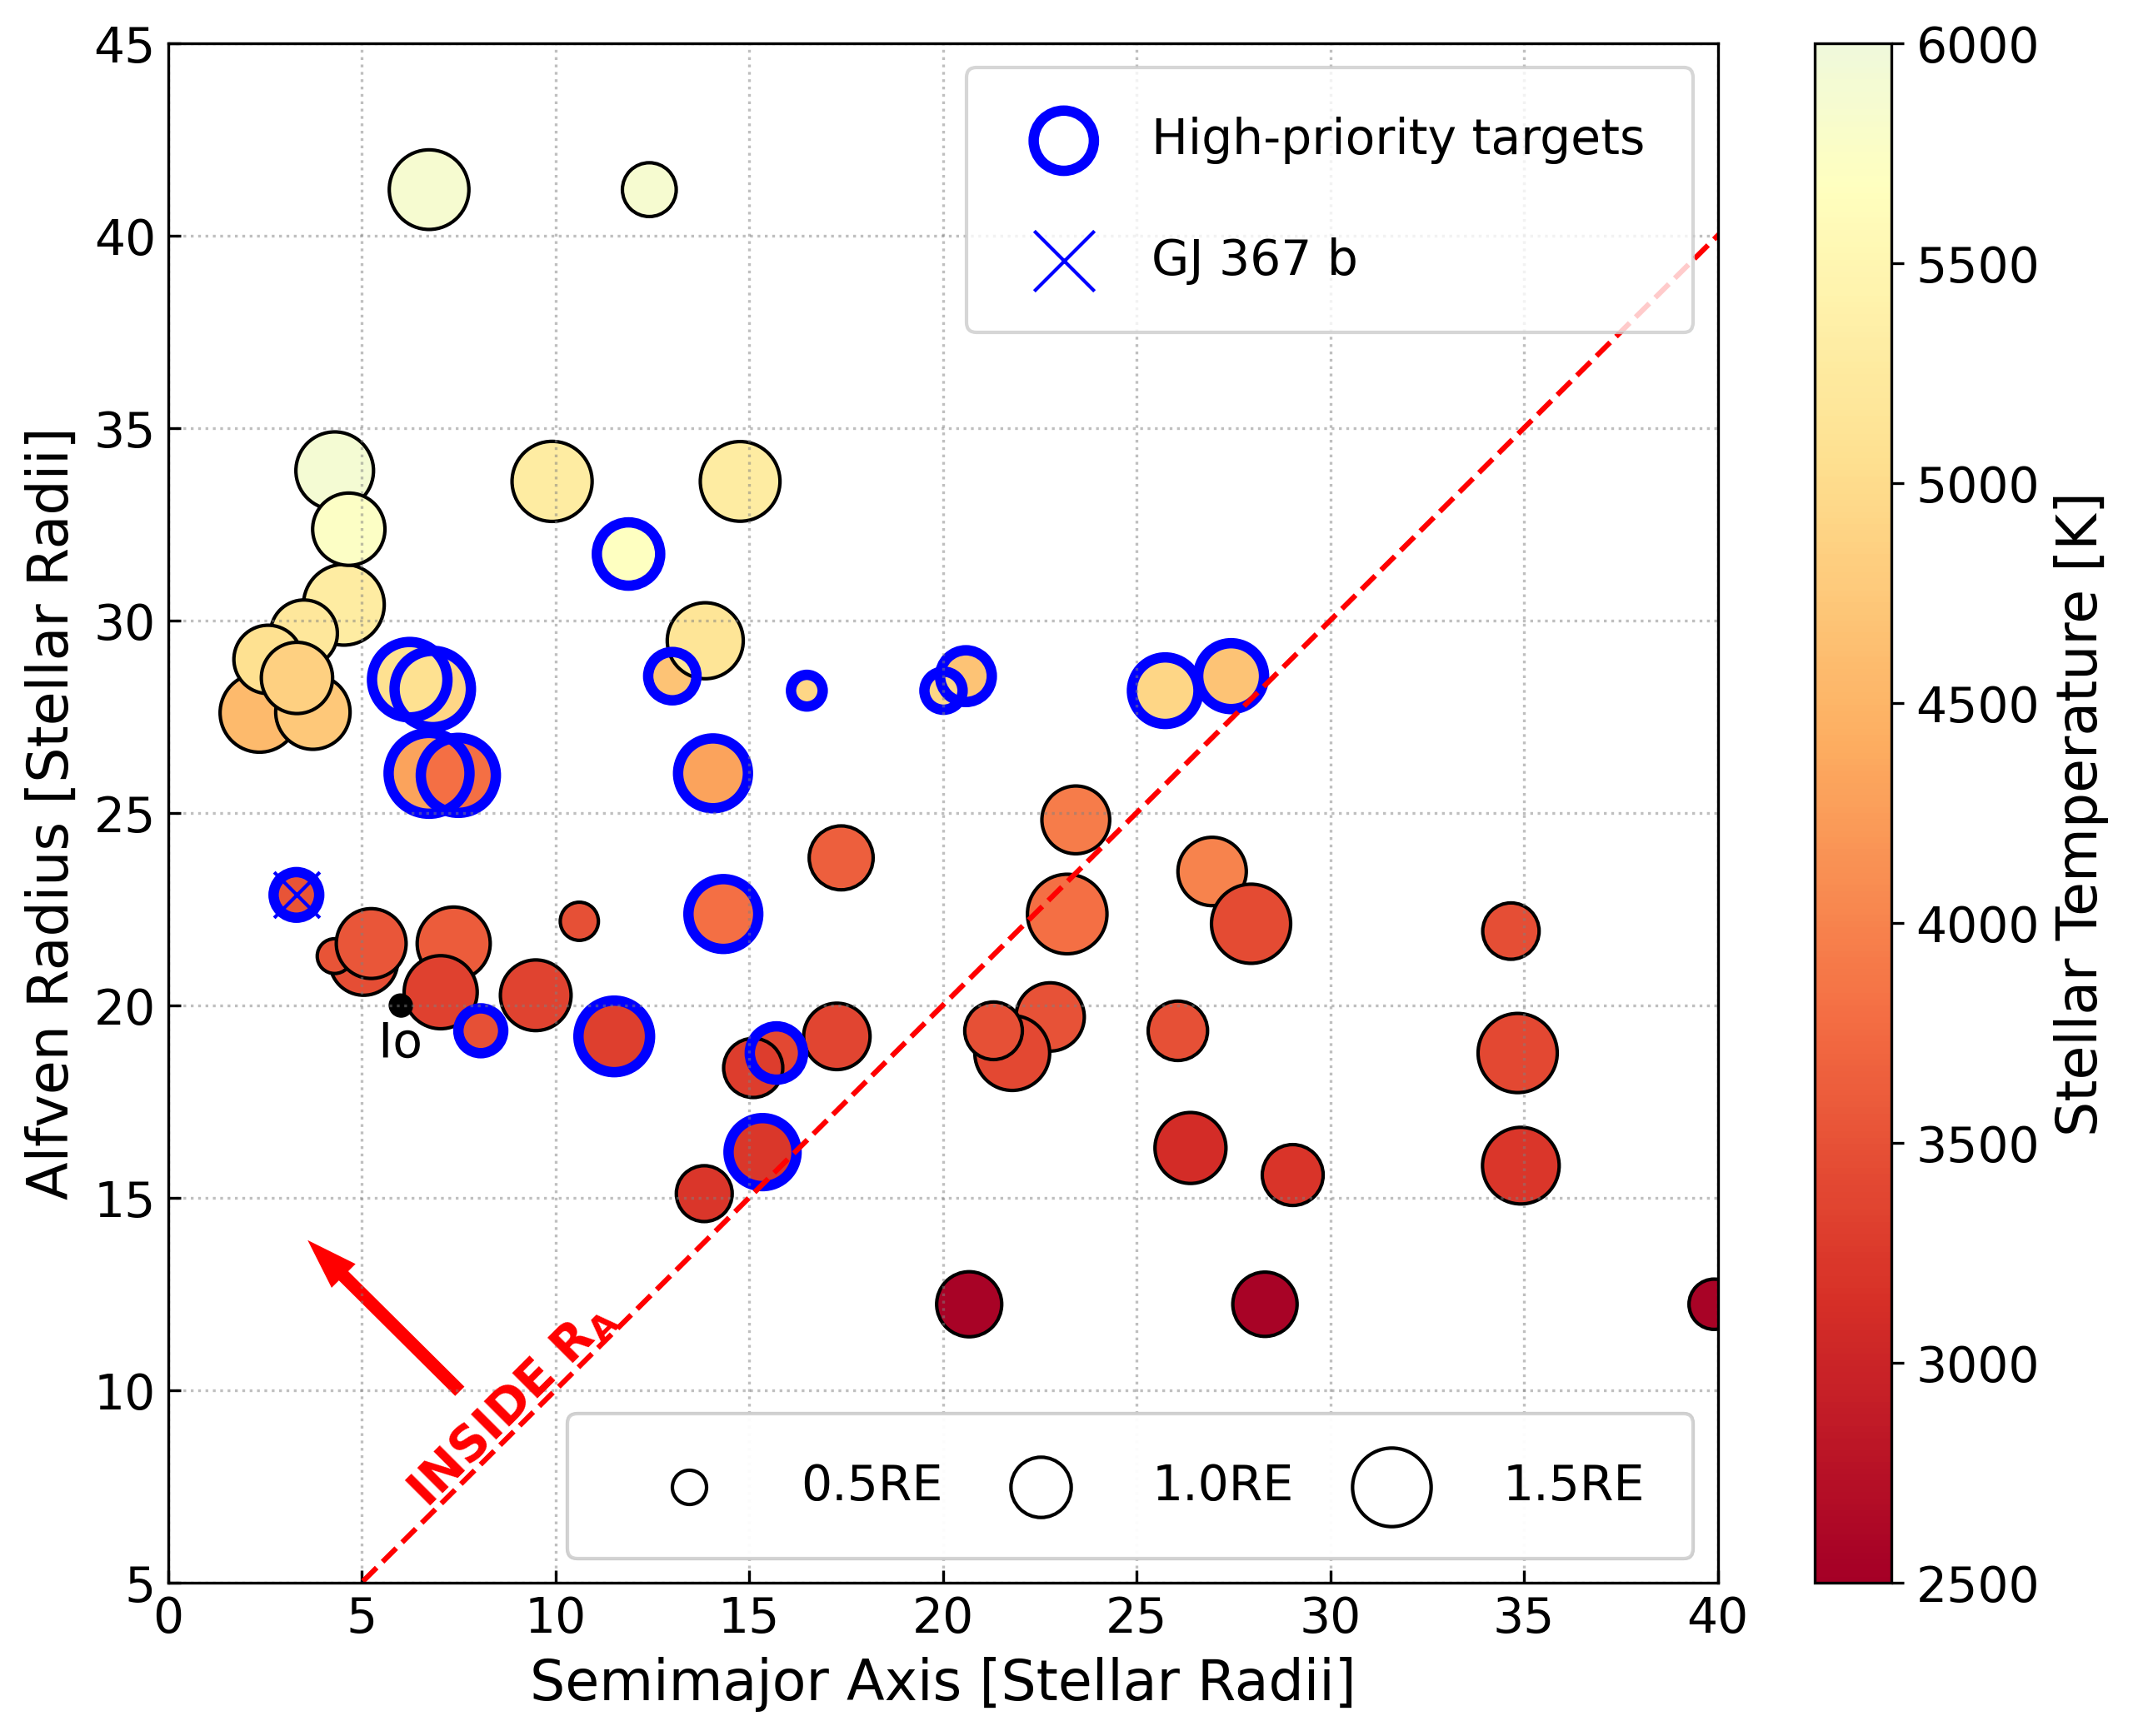 45
40
35
30
25
20
15
10
5
Alfven Radius [Stellar Radii]
High-priority targets
GJ 367 b
Io
INSIDE RA
0.5RE 1.0RE 1.5RE
0 5 10 15 20 25 30 35 40
Semimajor Axis [Stellar Radii]
6000
5500
5000
4500
4000
3500
3000
2500
Stellar Temperature [K]